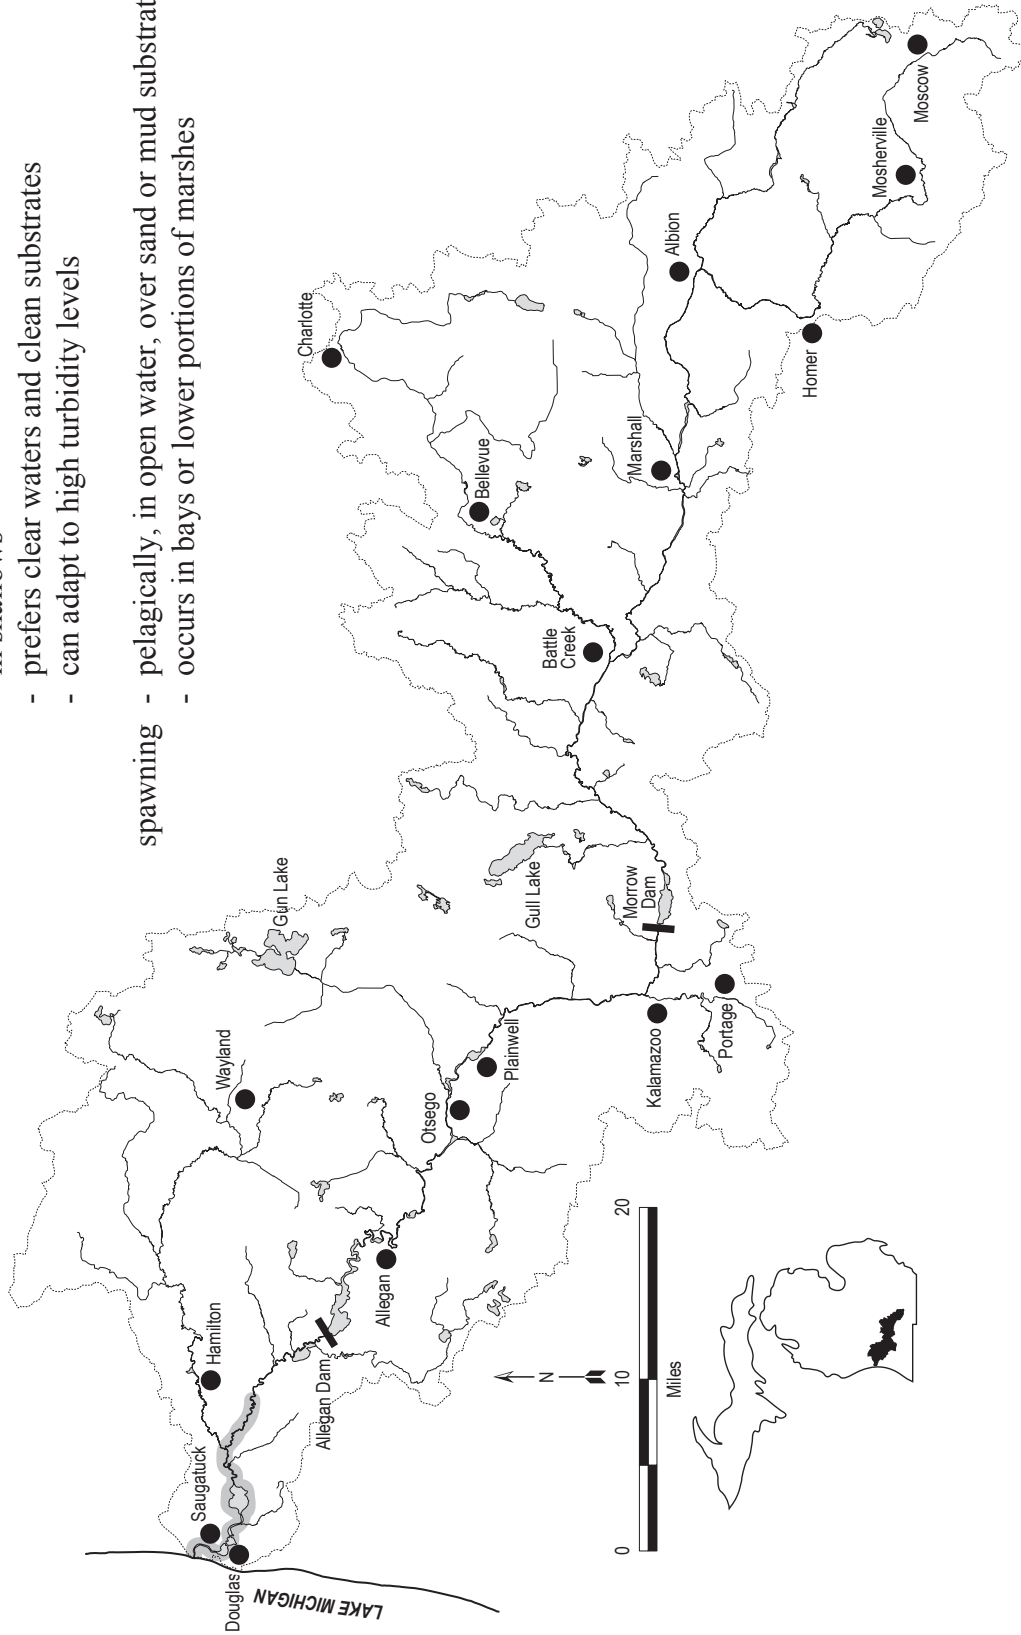 - prefers clear waters and clean substrates
- can adapt to high turbidity levels
spawning - pelagically, in open water, over sand or mud substrat
- occurs in bays or lower portions of marshes
Charlotte
Gun Lake
Wayland
Hamilton
Saugatuck
Douglas
LAKE MICHIGAN
Allegan Dam
Allegan
Otsego
Plainwell
Gull Lake
Morrow
Dam
Kalamazoo
Portage
Battle
Creek
Bellevue
Marshall
Albion
Homer
Mosherville
Moscow
N
0 10 20
Miles